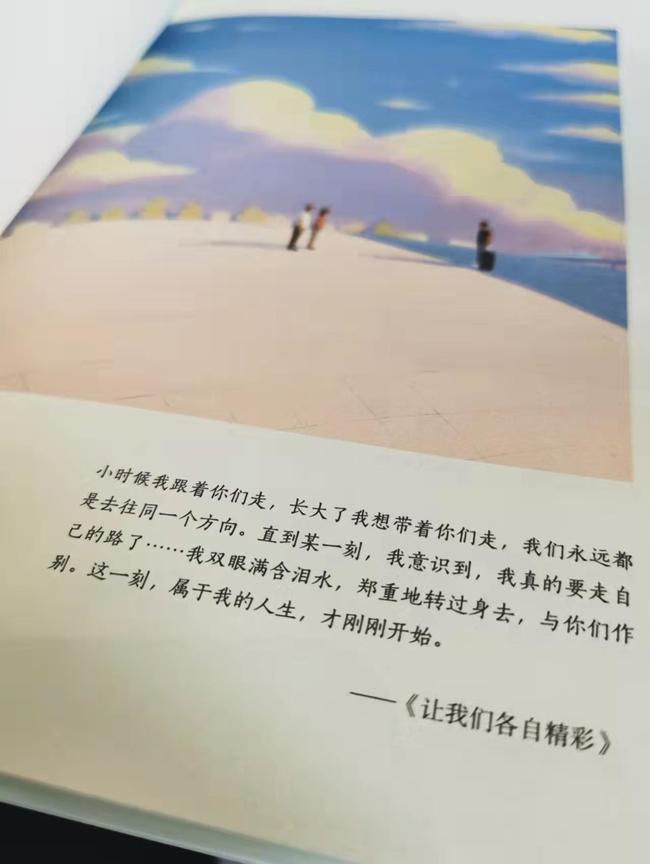 小时候我跟着你们走，长大了我想带着你们走，我们永远都
是去往同一个方向。直到某一刻，我意识到，我真的要走自
己的路了……我双眼满含泪水，郑重地转过身去，与你们作
别。这一刻，属于我的人生，才刚刚开始。
——《让我们各自精彩》